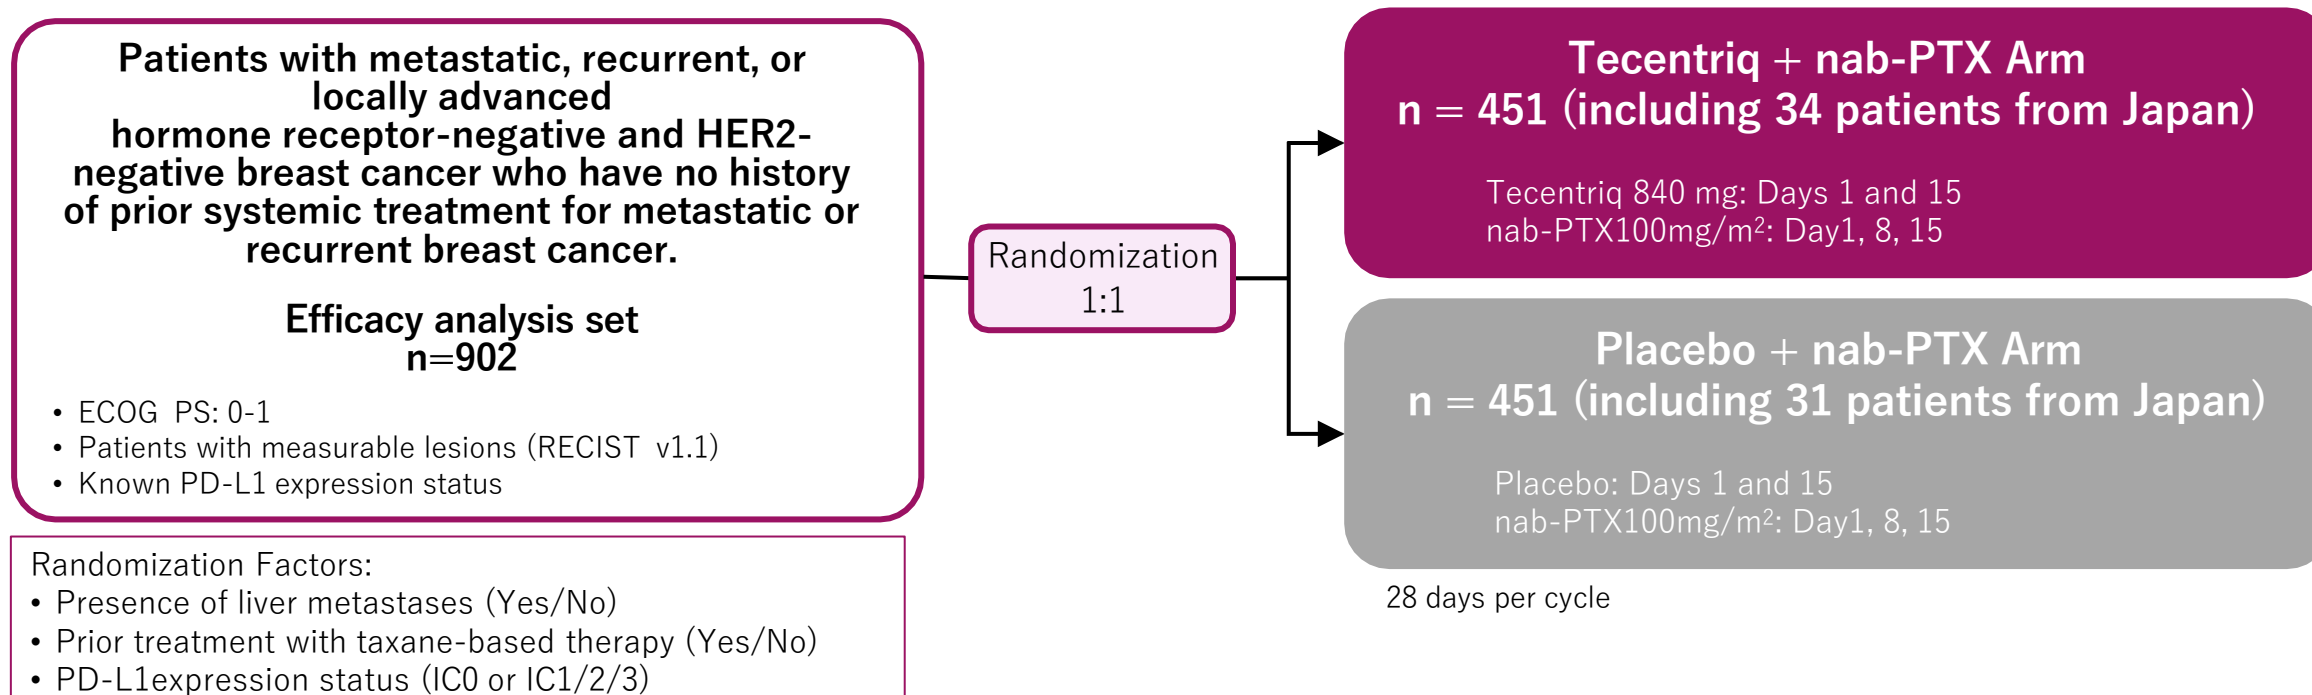 Patients with metastatic, recurrent, or
locally advanced
hormone receptor-negative and HER2-
negative breast cancer who have no history
of prior systemic treatment for metastatic or
recurrent breast cancer.
Efficacy analysis set
n=902
• ECOG PS: 0-1
• Patients with measurable lesions (RECIST v1.1)
• Known PD-L1 expression status
Randomization Factors:
• Presence of liver metastases (Yes/No)
• Prior treatment with taxane-based therapy (Yes/No)
• PD-L1expression status (IC0 or IC1/2/3)
Randomization
1:1
Tecentriq + nab-PTX Arm
n = 451 (including 34 patients from Japan)
Tecentriq 840 mg: Days 1 and 15
nab-PTX100mg/m²: Day1, 8, 15
Placebo + nab-PTX Arm
n = 451 (including 31 patients from Japan)
Placebo: Days 1 and 15
nab-PTX100mg/m²: Day1, 8, 15
28 days per cycle